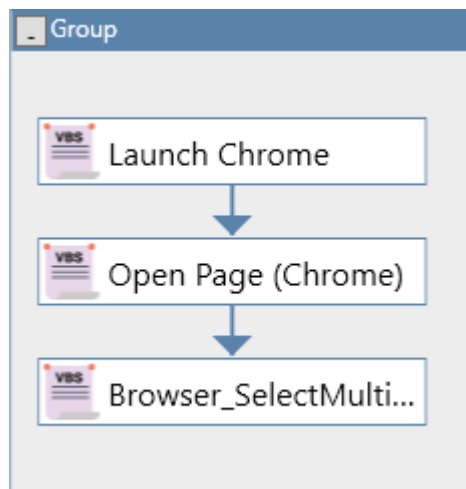 Group
VBS
Launch Chrome
VBS
Open Page (Chrome)
VBS
Browser_SelectMulti...